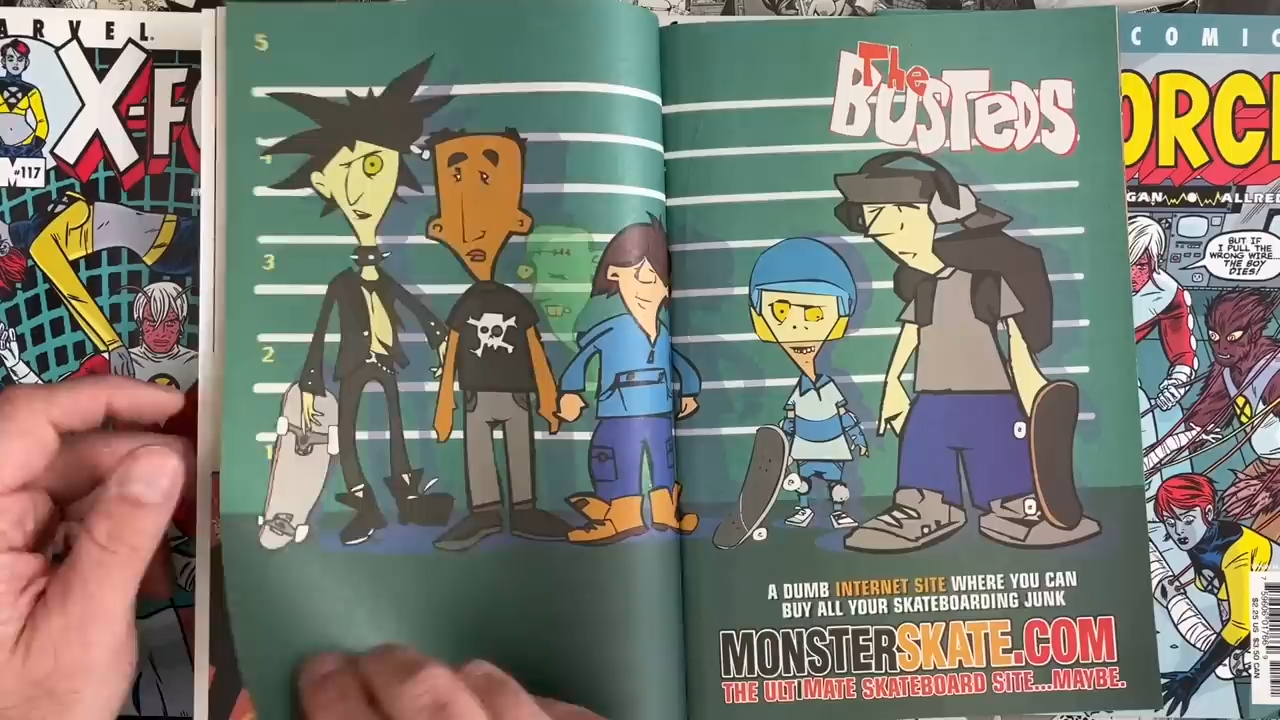 ARVEL
X-F
#117
5
4
3
2
1
The
BUSTEDS
A DUMB INTERNET SITE WHERE YOU CAN
BUY ALL YOUR SKATEBOARDING JUNK
MONSTERSKATE.COM
THE ULTIMATE SKATEBOARD SITE...MAYBE.
COMIC
ORCE
GAN ALLRED
BUT IF
I PULL THE
WRONG WIRE...
THE BOY
DIES!
$2.25 US $3.50 CAN